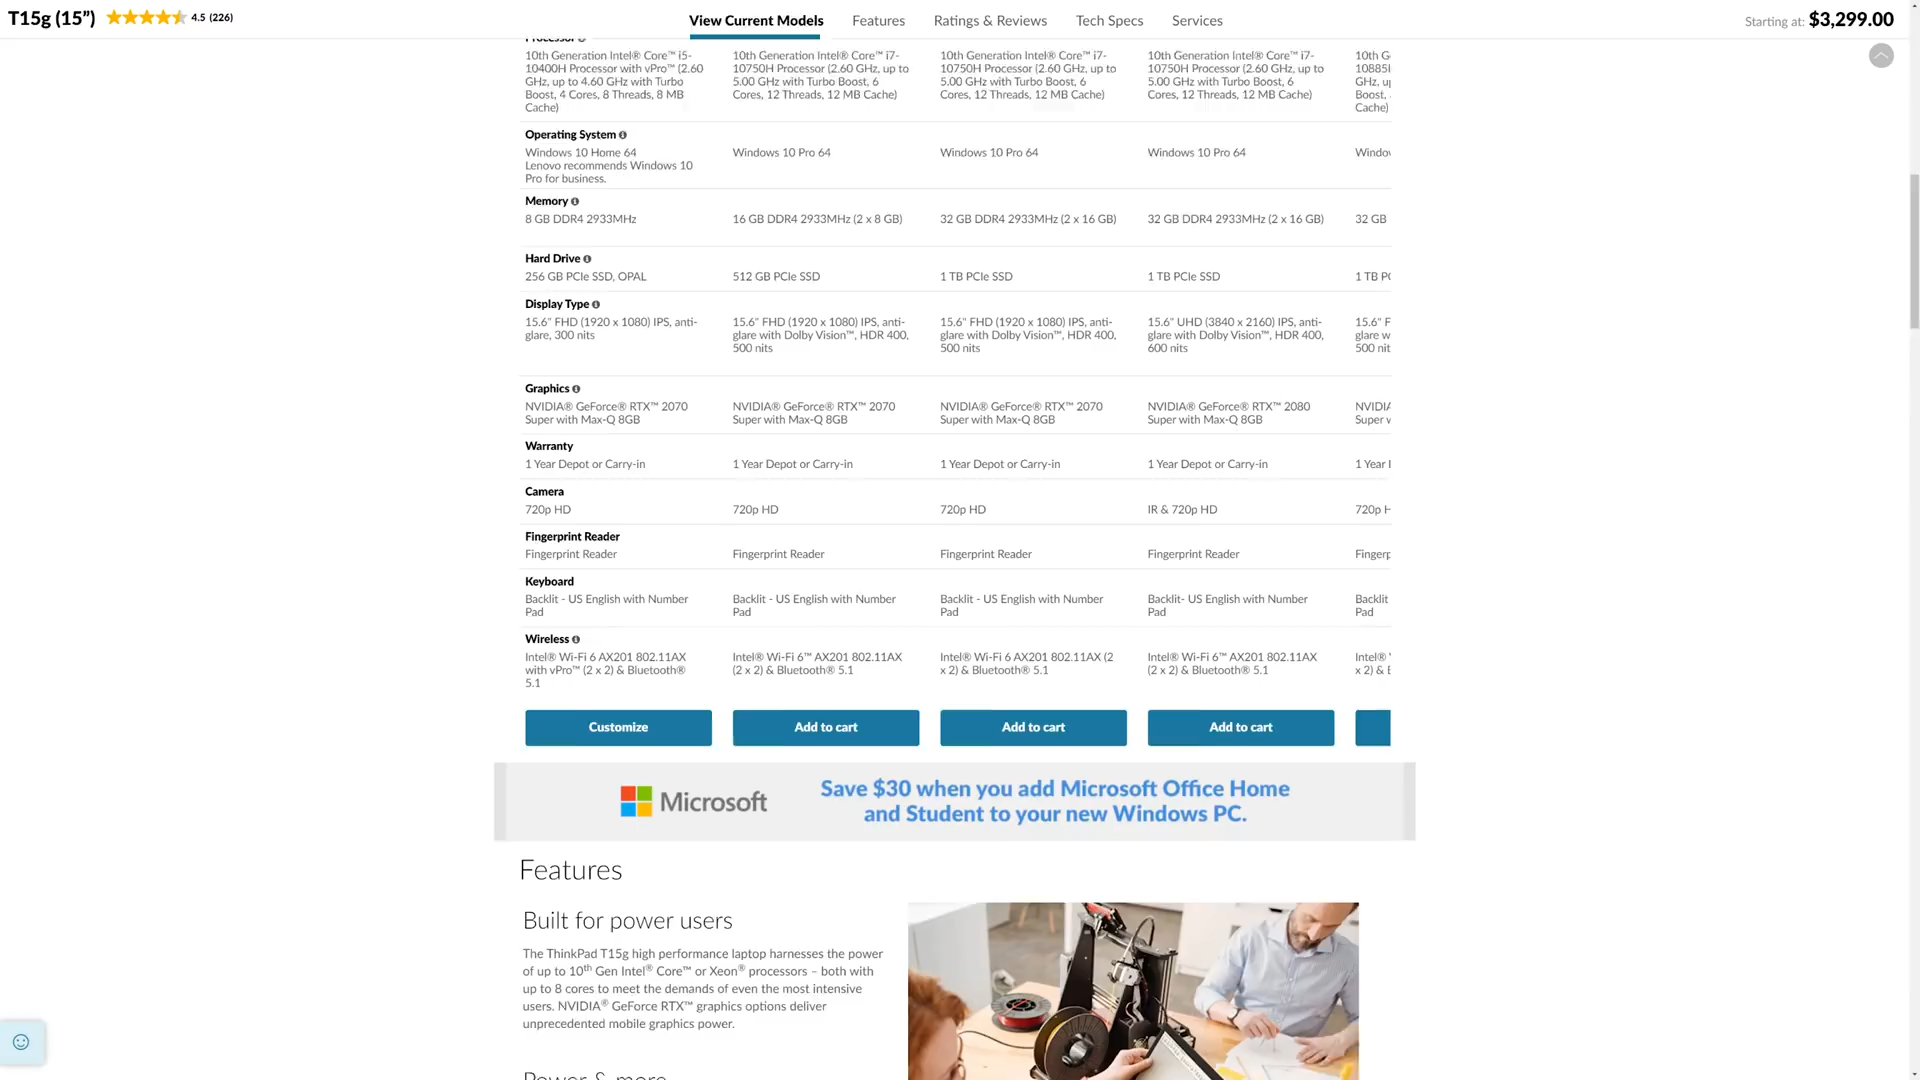 T15g (15”)
4.5 (226)
View Current Models
Features
Ratings & Reviews
Tech Specs
Services
Starting at: $3,299.00
Processor
10th Generation Intel® Core™ i5-
10400H Processor with vPro™ (2.60
GHz, up to 4.60 GHz with Turbo
Boost, 4 Cores, 8 Threads, 8 MB
Cache)
10th Generation Intel® Core™ i7-
10750H Processor (2.60 GHz, up to
5.00 GHz with Turbo Boost, 6
Cores, 12 Threads, 12 MB Cache)
10th Generation Intel® Core™ i7-
10750H Processor (2.60 GHz, up to
5.00 GHz with Turbo Boost, 6
Cores, 12 Threads, 12 MB Cache)
10th Generation Intel® Core™ i7-
10750H Processor (2.60 GHz, up to
5.00 GHz with Turbo Boost, 6
Cores, 12 Threads, 12 MB Cache)
10th G
10885
GHz, u
Boost,
Cache)
Operating System
Windows 10 Home 64
Lenovo recommends Windows 10
Pro for business.
Windows 10 Pro 64
Windows 10 Pro 64
Windows 10 Pro 64
Windo
Memory
8 GB DDR4 2933MHz
16 GB DDR4 2933MHz (2 x 8 GB)
32 GB DDR4 2933MHz (2 x 16 GB)
32 GB DDR4 2933MHz (2 x 16 GB)
32 GB
Hard Drive
256 GB PCIe SSD, OPAL
512 GB PCIe SSD
1 TB PCIe SSD
1 TB PCIe SSD
1 TB P
Display Type
15.6" FHD (1920 x 1080) IPS, anti-
glare, 300 nits
15.6" FHD (1920 x 1080) IPS, anti-
glare with Dolby Vision™, HDR 400,
500 nits
15.6" FHD (1920 x 1080) IPS, anti-
glare with Dolby Vision™, HDR 400,
500 nits
15.6" UHD (3840 x 2160) IPS, anti-
glare with Dolby Vision™, HDR 400,
600 nits
15.6" F
glare w
500 nit
Graphics
NVIDIA® GeForce® RTX™ 2070
Super with Max-Q 8GB
NVIDIA® GeForce® RTX™ 2070
Super with Max-Q 8GB
NVIDIA® GeForce® RTX™ 2070
Super with Max-Q 8GB
NVIDIA® GeForce® RTX™ 2080
Super with Max-Q 8GB
NVIDIA
Super w
Warranty
1 Year Depot or Carry-in
1 Year Depot or Carry-in
1 Year Depot or Carry-in
1 Year Depot or Carry-in
1 Year
Camera
720p HD
720p HD
720p HD
IR & 720p HD
720p H
Fingerprint Reader
Fingerprint Reader
Fingerprint Reader
Fingerprint Reader
Fingerprint Reader
Fingerp
Keyboard
Backlit - US English with Number
Pad
Backlit - US English with Number
Pad
Backlit - US English with Number
Pad
Backlit- US English with Number
Pad
Backlit
Pad
Wireless
Intel® Wi-Fi 6 AX201 802.11AX
with vPro™ (2 x 2) & Bluetooth®
5.1
Intel® Wi-Fi 6™ AX201 802.11AX
(2 x 2) & Bluetooth® 5.1
Intel® Wi-Fi 6 AX201 802.11AX (2
x 2) & Bluetooth® 5.1
Intel® Wi-Fi 6™ AX201 802.11AX
(2 x 2) & Bluetooth® 5.1
Intel®
x 2) & B
Customize
Add to cart
Add to cart
Add to cart
Microsoft
Save $30 when you add Microsoft Office Home
and Student to your new Windows PC.
Features
Built for power users
The ThinkPad T15g high performance laptop harnesses the power
of up to 10th Gen Intel® Core™ or Xeon® processors – both with
up to 8 cores to meet the demands of even the most intensive
users. NVIDIA® GeForce RTX™ graphics options deliver
unprecedented mobile graphics power.
Power & more